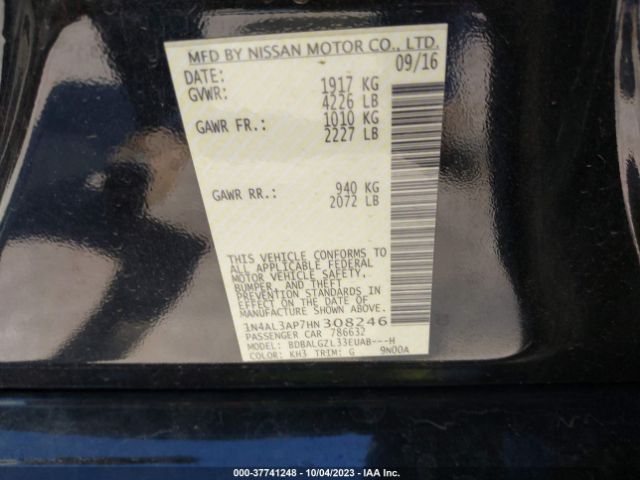 MFD BY NISSAN MOTOR CO., LTD.
DATE: 09/16
GVWR: 1917 KG
4226 LB
GAWR FR.: 1010 KG
2227 LB
GAWR RR.: 940 KG
2072 LB
THIS VEHICLE CONFORMS TO
ALL APPLICABLE FEDERAL
MOTOR VEHICLE SAFETY,
BUMPER, AND THEFT
PREVENTION STANDARDS IN
EFFECT ON THE DATE OF
MANUFACTURE SHOWN ABOVE.
1N4AL3AP7HN308246
PASSENGER CAR 786632
MODEL: BDBALGZL33EUAB---H
COLOR: KH3 TRIM: G 9N00A
000-37741248 - 10/04/2023 - IAA Inc.